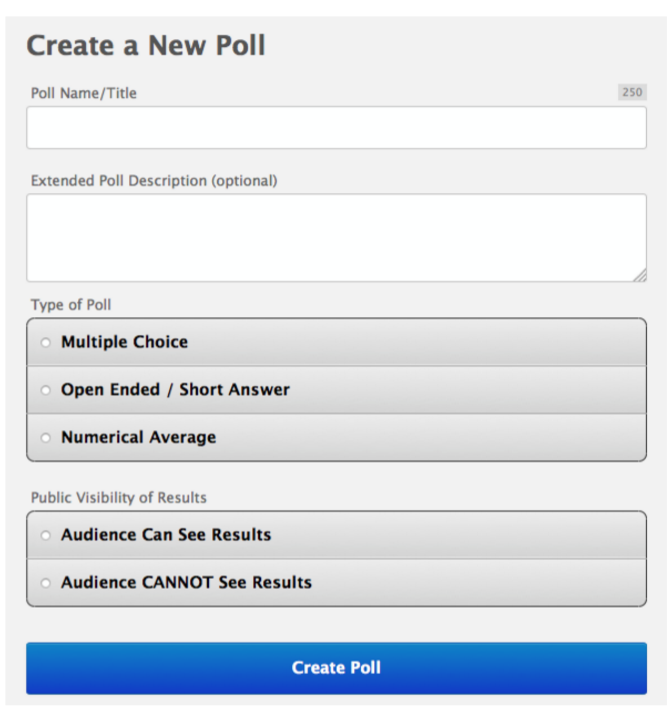 Create a New Poll
Poll Name/Title 250
Extended Poll Description (optional)
Type of Poll
Multiple Choice
Open Ended / Short Answer
Numerical Average
Public Visibility of Results
Audience Can See Results
Audience CANNOT See Results
Create Poll